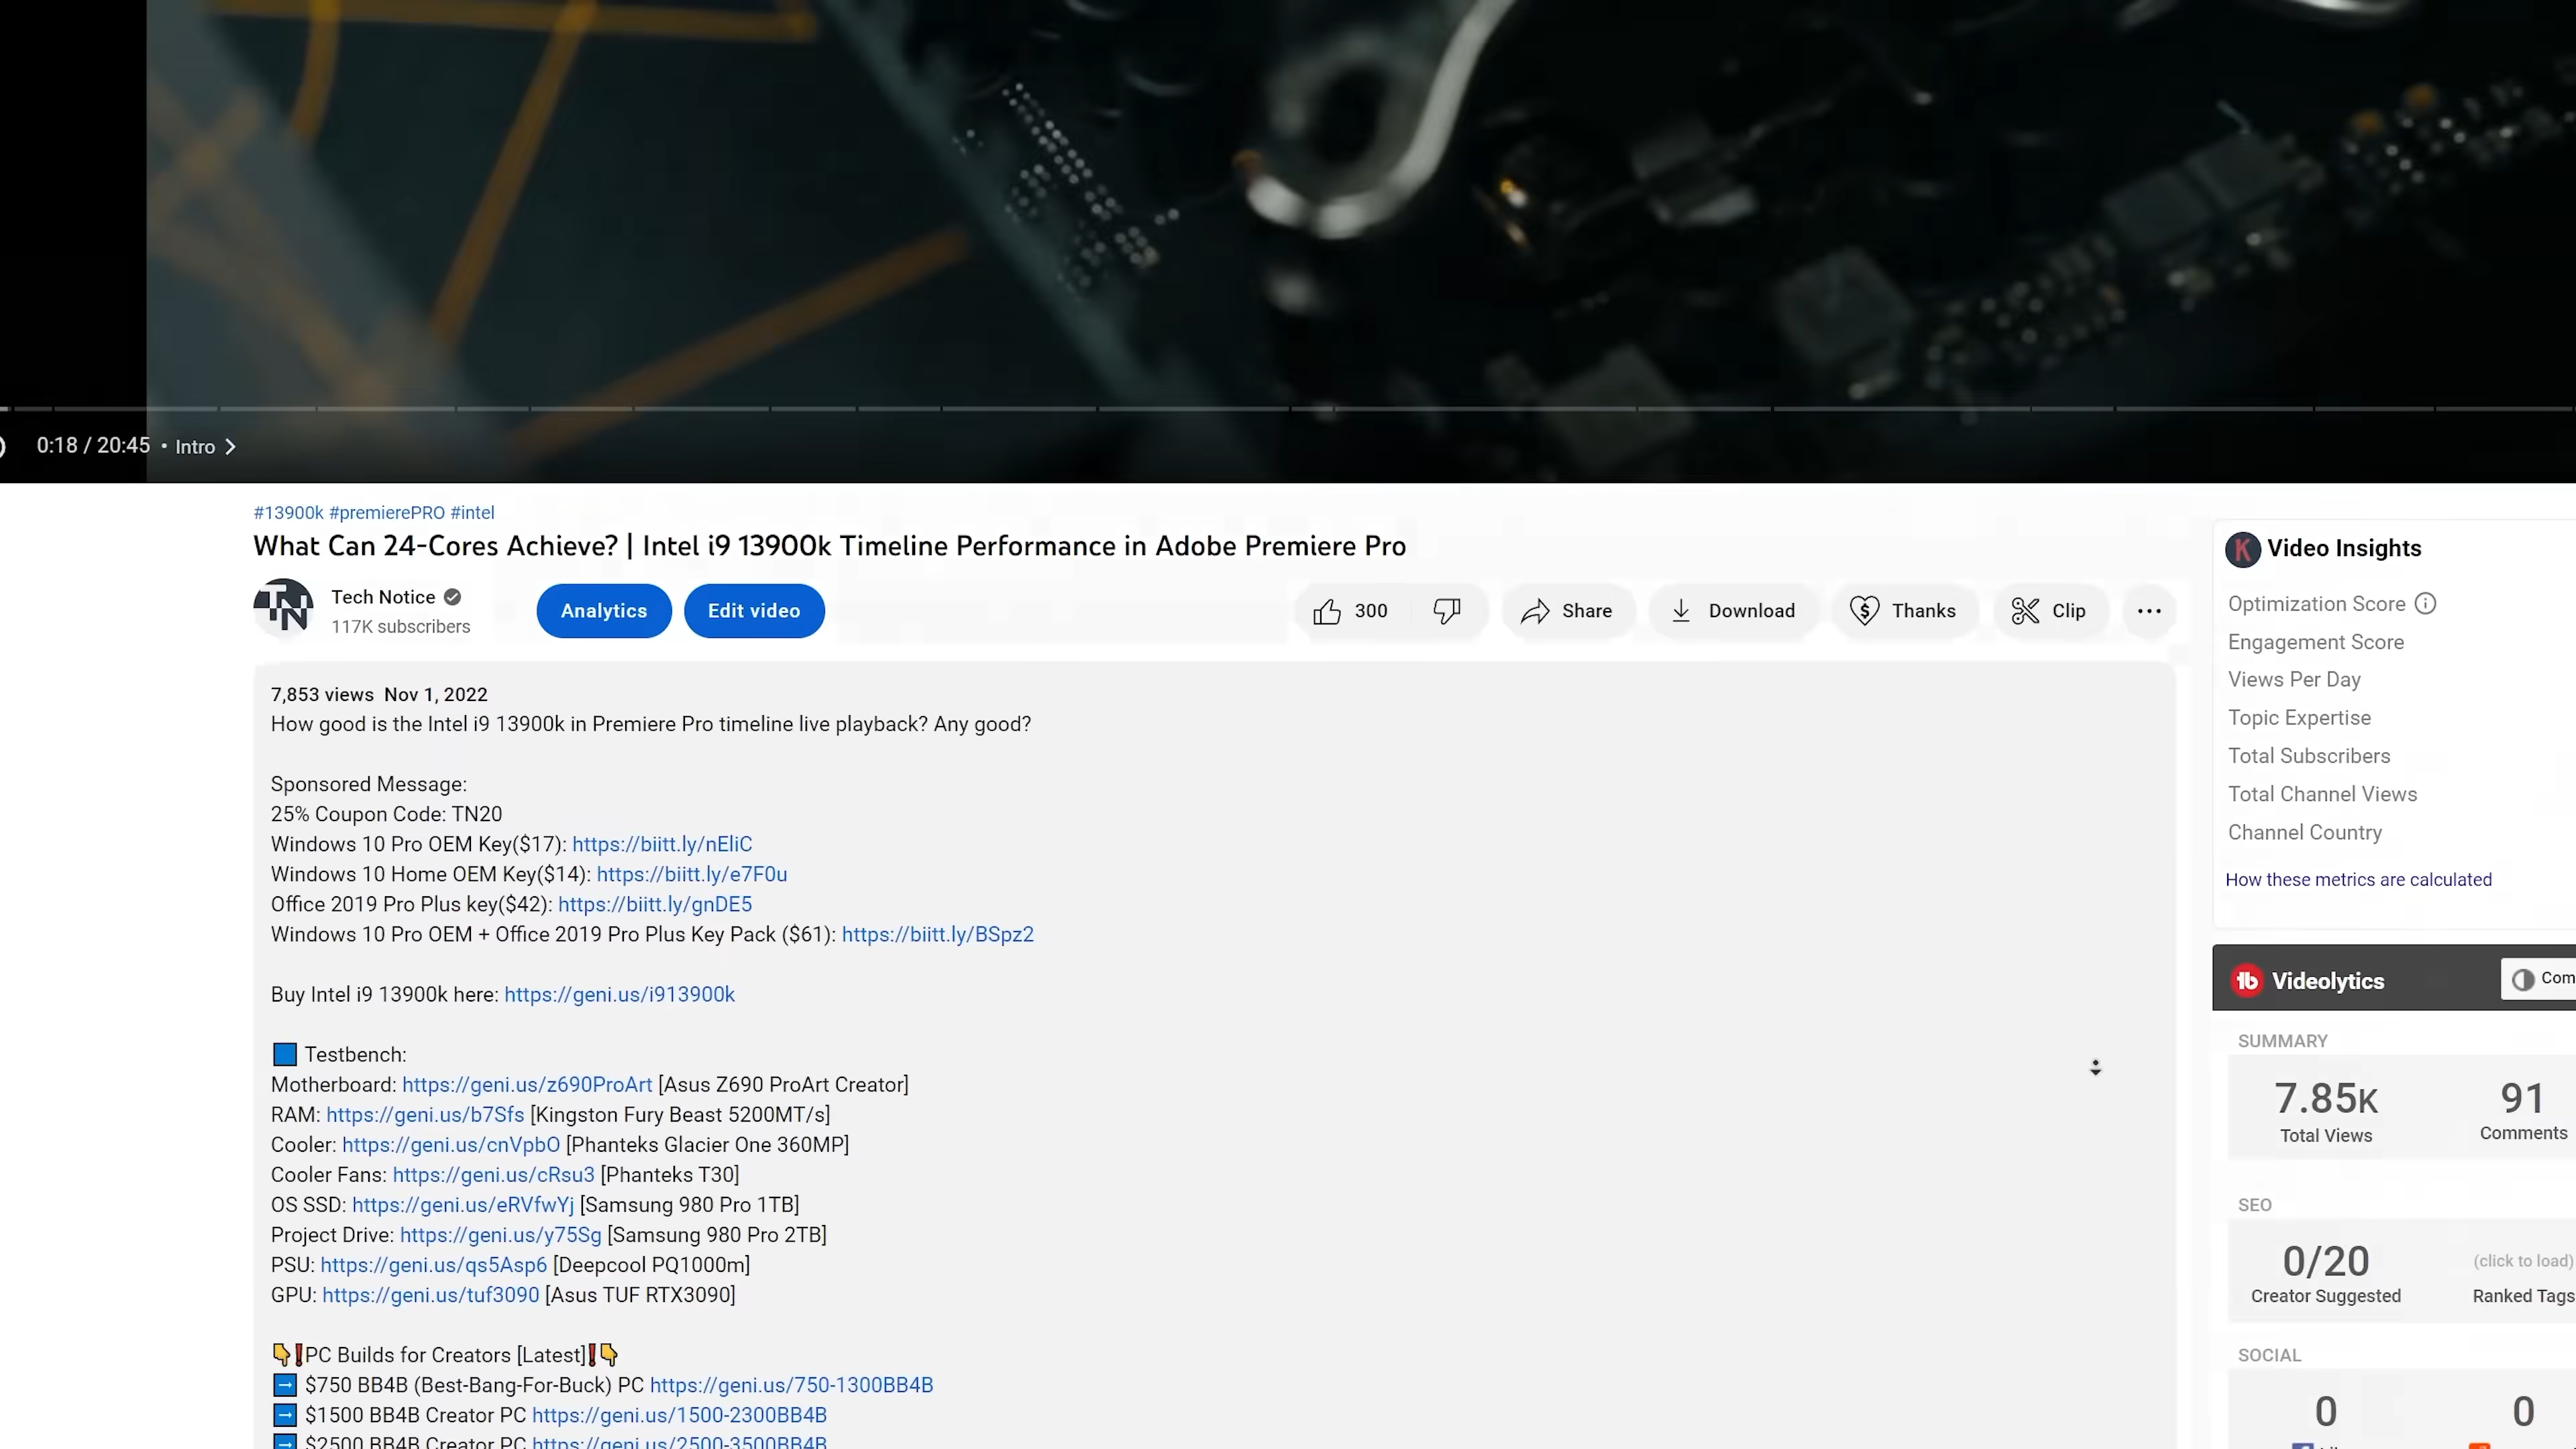 0:18 / 20:45 • Intro
#13900k #premierePRO #intel
What Can 24-Cores Achieve? | Intel i9 13900k Timeline Performance in Adobe Premiere Pro
TN
Tech Notice
117K subscribers
Analytics
Edit video
300
Share
Download
Thanks
Clip
7,853 views Nov 1, 2022
How good is the Intel i9 13900k in Premiere Pro timeline live playback? Any good?
Sponsored Message:
25% Coupon Code: TN20
Windows 10 Pro OEM Key($17): https://biitt.ly/nEliC
Windows 10 Home OEM Key($14): https://biitt.ly/e7F0u
Office 2019 Pro Plus key($42): https://biitt.ly/gnDE5
Windows 10 Pro OEM + Office 2019 Pro Plus Key Pack ($61): https://biitt.ly/BSpz2
Buy Intel i9 13900k here: https://geni.us/i913900k
Testbench:
Motherboard: https://geni.us/z690ProArt [Asus Z690 ProArt Creator]
RAM: https://geni.us/b7Sfs [Kingston Fury Beast 5200MT/s]
Cooler: https://geni.us/cnVpbO [Phanteks Glacier One 360MP]
Cooler Fans: https://geni.us/cRsu3 [Phanteks T30]
OS SSD: https://geni.us/eRVfwYj [Samsung 980 Pro 1TB]
Project Drive: https://geni.us/y75Sg [Samsung 980 Pro 2TB]
PSU: https://geni.us/qs5Asp6 [Deepcool PQ1000m]
GPU: https://geni.us/tuf3090 [Asus TUF RTX3090]
👇❗PC Builds for Creators [Latest]❗👇
➡ $750 BB4B (Best-Bang-For-Buck) PC https://geni.us/750-1300BB4B
➡ $1500 BB4B Creator PC https://geni.us/1500-2300BB4B
➡ $2500 BB4B Creator PC https://geni.us/2500-3500BB4B
K Video Insights
Optimization Score
Engagement Score
Views Per Day
Topic Expertise
Total Subscribers
Total Channel Views
Channel Country
How these metrics are calculated
tb Videolytics
Com
SUMMARY
7.85K
Total Views
91
Comments
SEO
0/20
Creator Suggested
(click to load)
Ranked Tags
SOCIAL
0
0